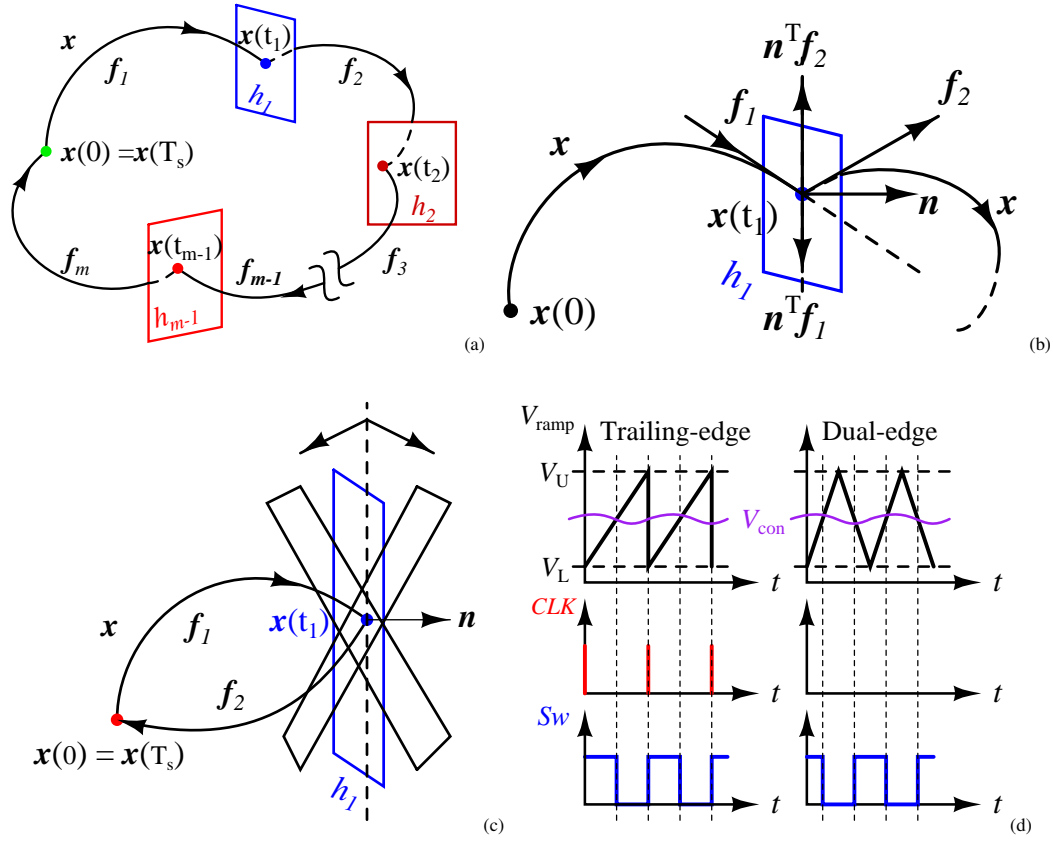 x
x(t1)
f1
f2
h1
x(0) =x(Ts)
x(t2)
h2
x(tm-1)
fm
fm-1
f3
hm-1
(a)
nTf2
f1
f2
x
n
x
x(t1)
h1
x(0)
nTf1
(b)
x
f1
x(t1)
n
f2
x(0) = x(Ts)
h1
(c)
Vramp
Trailing-edge
Dual-edge
VU
Vcon
VL
t
t
CLK
t
t
Sw
t
t
(d)